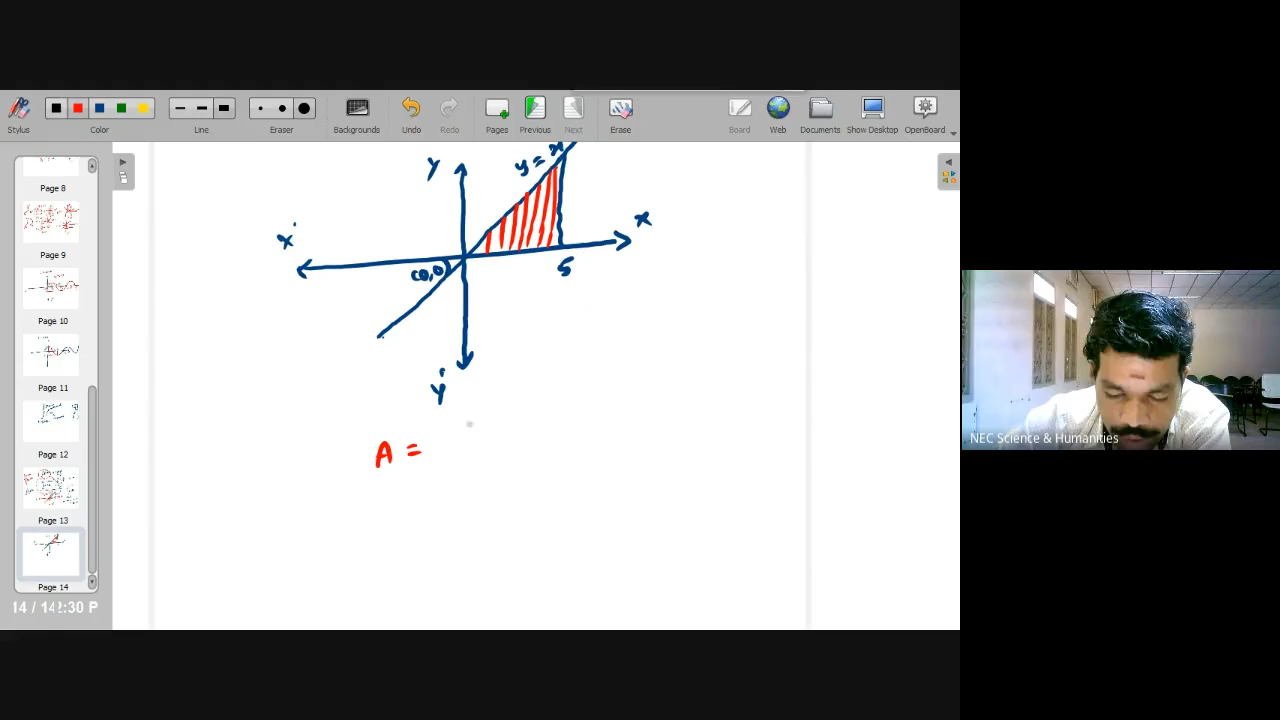 Stylus
Color
Line
Eraser
Backgrounds
Undo
Redo
Pages
Previous
Next
Erase
Board
Web
Documents
Show Desktop
OpenBoard
Page 8
Page 9
Page 10
Page 11
Page 12
Page 13
Page 14
y = x
Y
X
X'
(0,0)
5
Y'
A =
NEC Science & Humanities